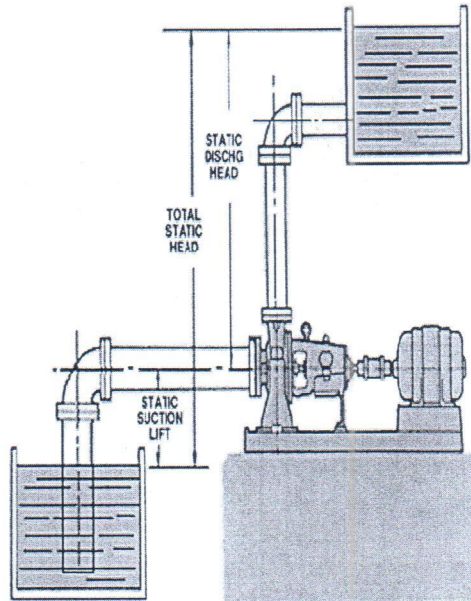 STATIC
DISCHG
HEAD
TOTAL
STATIC
HEAD
STATIC
SUCTION
LIFT